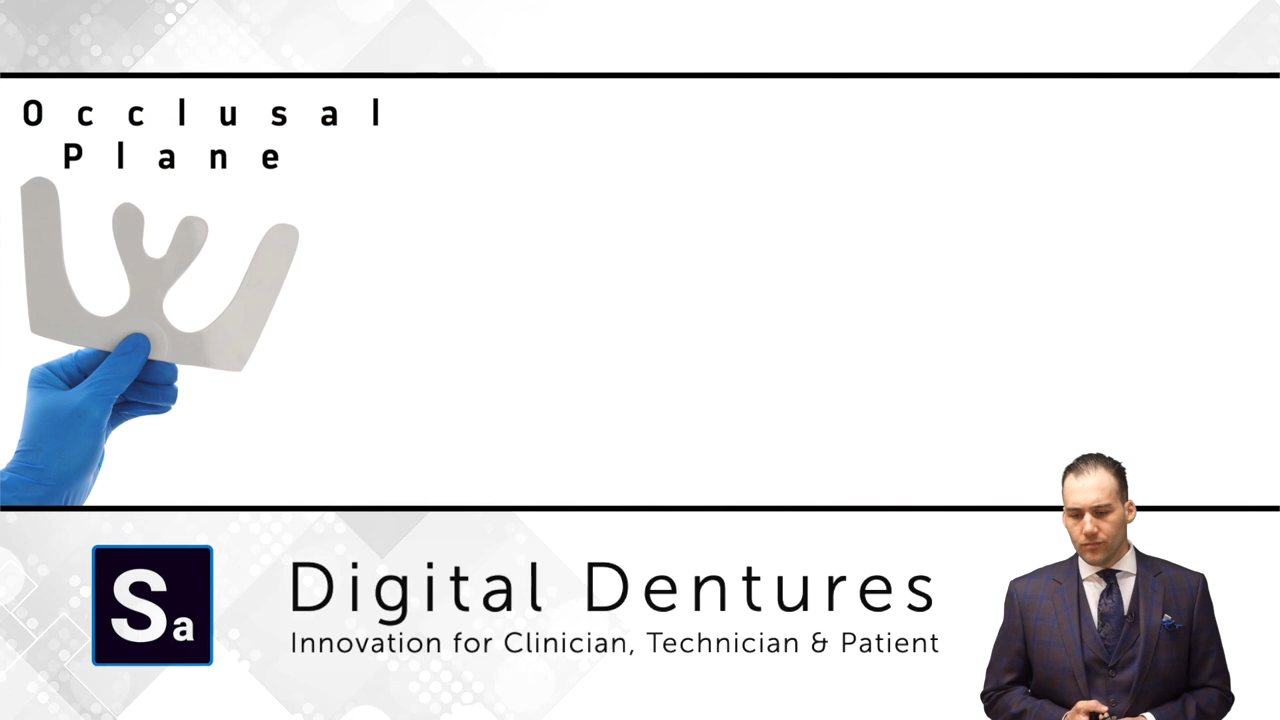 Occlusal
Plane
Sa
Digital Dentures
Innovation for Clinician, Technician & Patient